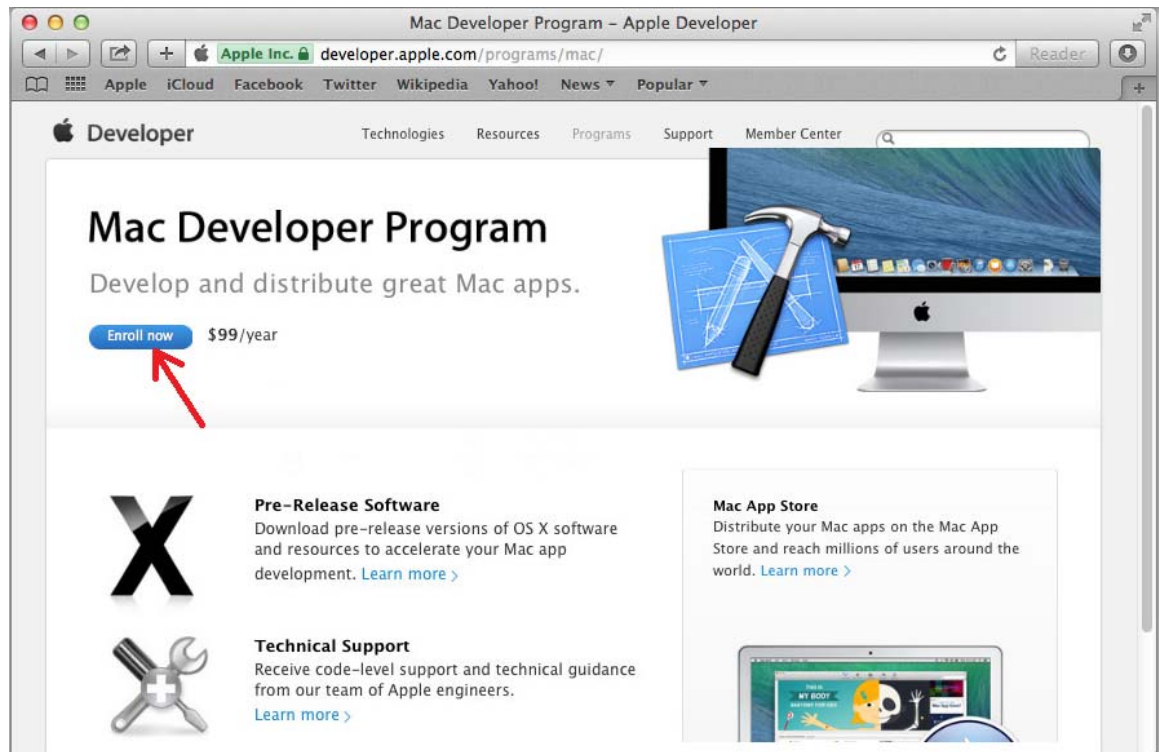 Mac Developer Program – Apple Developer
Apple Inc. developer.apple.com/programs/mac/ Reader
Apple iCloud Facebook Twitter Wikipedia Yahoo! News Popular
Developer Technologies Resources Programs Support Member Center
Mac Developer Program
Develop and distribute great Mac apps.
Enroll now $99/year
Pre-Release Software
Download pre-release versions of OS X software
and resources to accelerate your Mac app
development. Learn more >
Technical Support
Receive code-level support and technical guidance
from our team of Apple engineers.
Learn more >
Mac App Store
Distribute your Mac apps on the Mac App
Store and reach millions of users around the
world. Learn more >
THIS IS
MY BODY